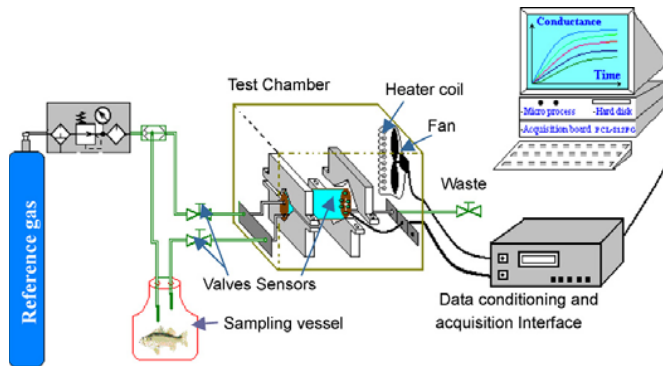 Conductance
Time
-Micro process
-Hard disk
-Acquisition board PCL-812PG
Test Chamber
Heater coil
Fan
Waste
Reference gas
Valves Sensors
Sampling vessel
Data conditioning and
acquisition Interface